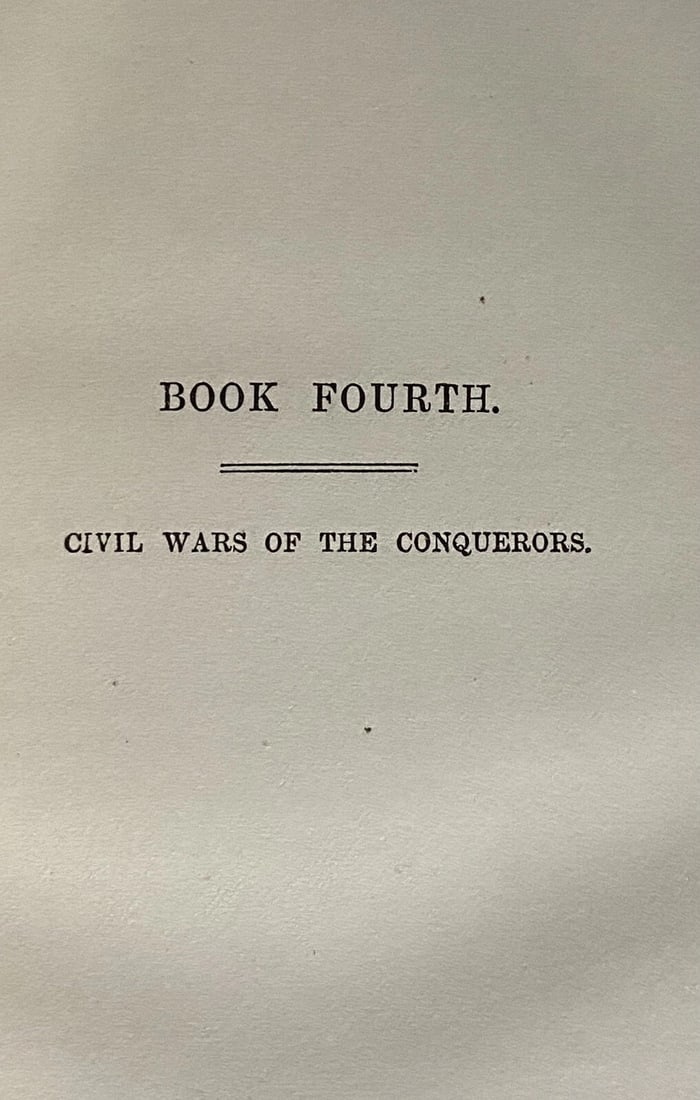 BOOK FOURTH.
CIVIL WARS OF THE CONQUERORS.